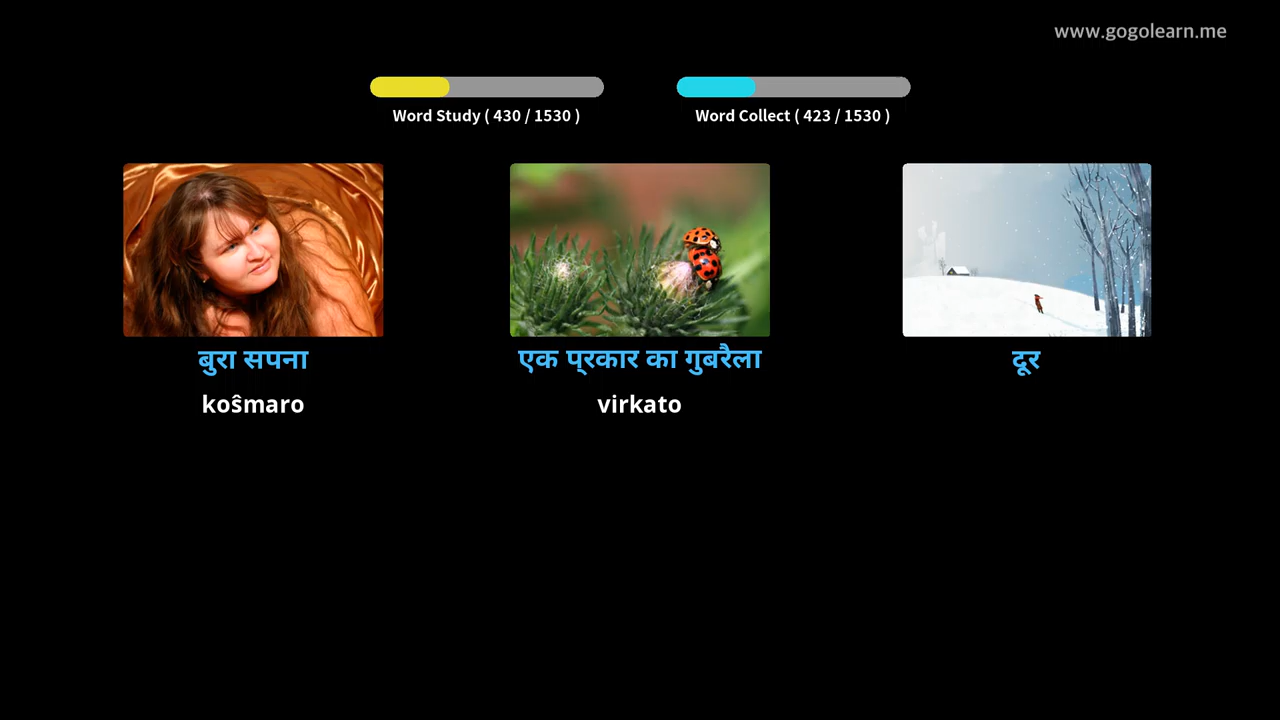 www.gogolearn.me
Word Study ( 430 / 1530 )
Word Collect ( 423 / 1530 )
बुरा सपना
एक प्रकार का गुबरैला
दूर
koŝmaro
virkato